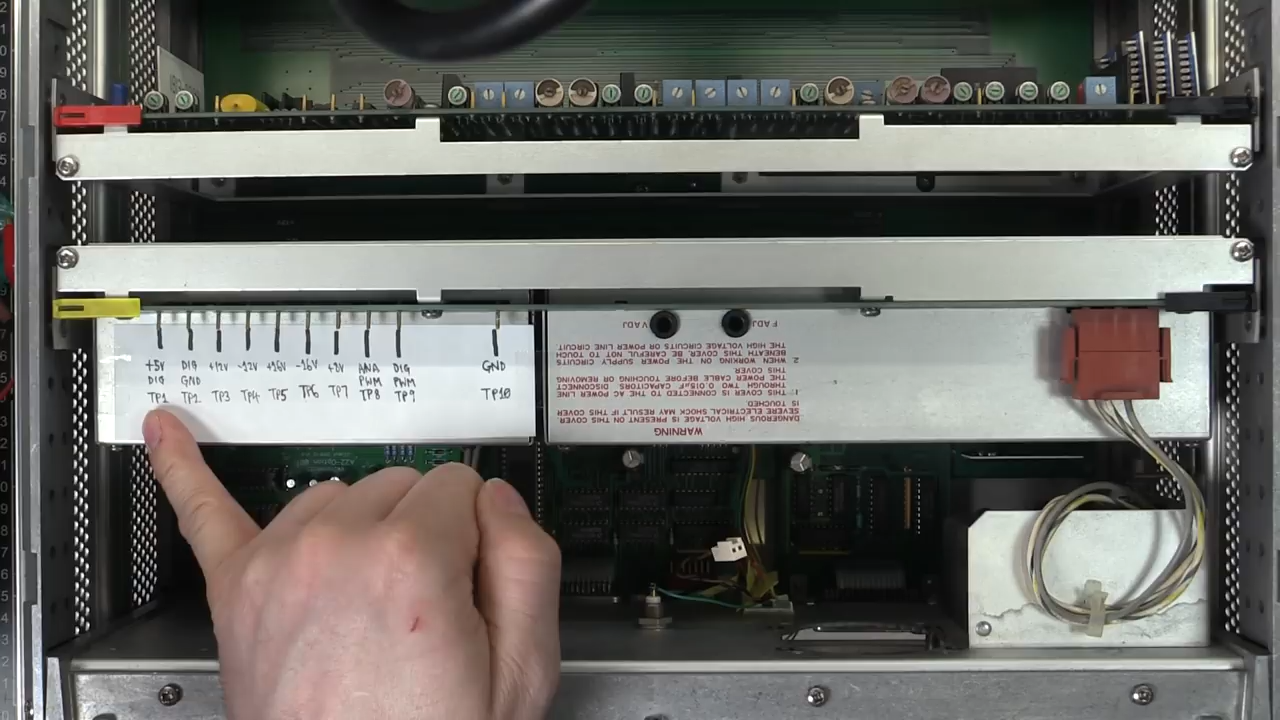 +5V DIG GND +12V -12V +16V -16V +2V ANA DIG GND
DIG GND PWM PWM
TP1 TP2 TP3 TP4 TP5 TP6 TP7 TP8 TP9 TP10
V ADJ
F ADJ
WARNING
DANGEROUS HIGH VOLTAGE IS PRESENT ON THIS COVER
SEVERE ELECTRICAL SHOCK MAY RESULT IF THIS COVER
IS TOUCHED.
1. THIS COVER IS CONNECTED TO THE AC POWER LINE
THROUGH TWO 0.015µF CAPACITORS. DISCONNECT
THE POWER CABLE BEFORE TOUCHING OR REMOVING
THIS COVER.
2. WHEN WORKING ON THE POWER SUPPLY CIRCUITS
BENEATH THIS COVER, BE CAREFUL NOT TO TOUCH
THE HIGH VOLTAGE CIRCUITS OR POWER LINE CIRCUIT.